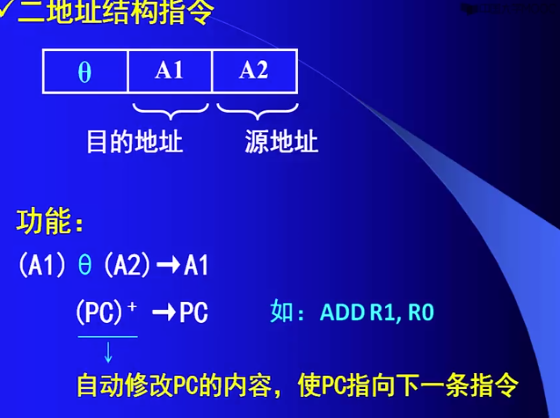 ✓二地址结构指令
θ A1 A2
目的地址 源地址
功能：
(A1) θ (A2)→A1
(PC)⁺ →PC 如：ADD R1, R0
自动修改PC的内容，使PC指向下一条指令